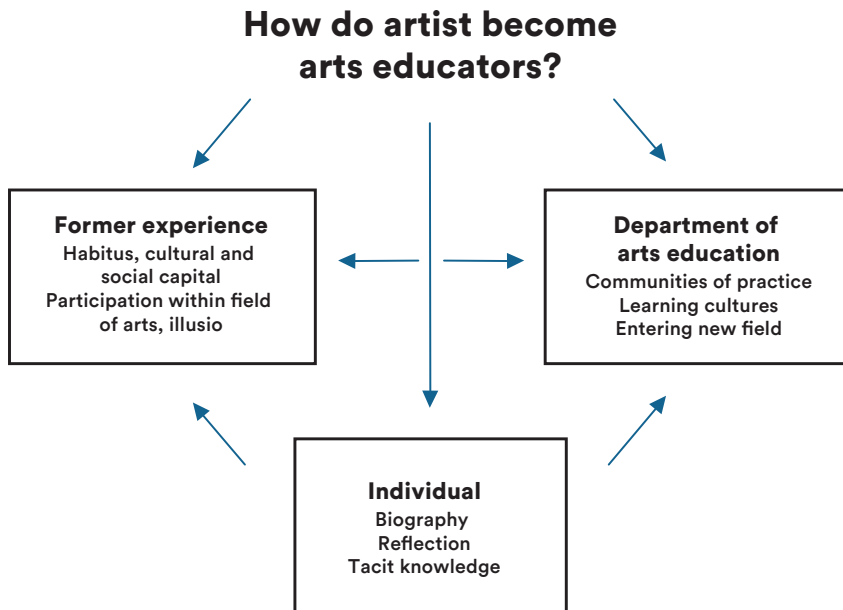 How do artist become
arts educators?
Former experience
Habitus, cultural and
social capital
Participation within field
of arts, illusio
Department of
arts education
Communities of practice
Learning cultures
Entering new field
Individual
Biography
Reflection
Tacit knowledge